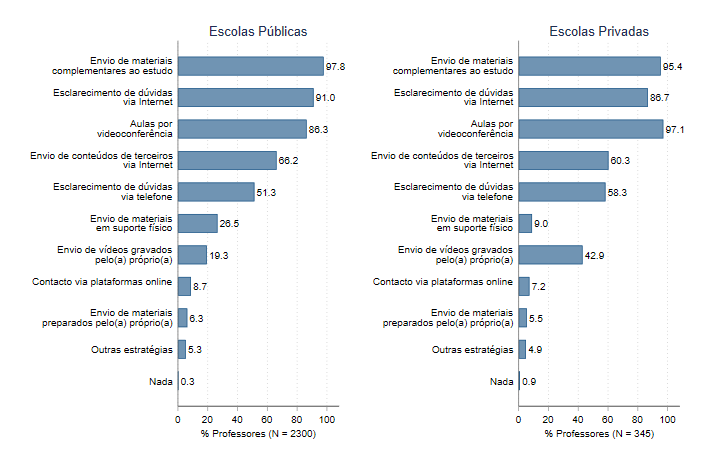 Escolas Públicas
Envio de materiais
complementares ao estudo
97.8
Esclarecimento de dúvidas
via Internet
91.0
Aulas por
videoconferência
86.3
Envio de conteúdos de terceiros
via Internet
66.2
Esclarecimento de dúvidas
via telefone
51.3
Envio de materiais
em suporte físico
26.5
Envio de vídeos gravados
pelo(a) próprio(a)
19.3
Contacto via plataformas online
8.7
Envio de materiais
preparados pelo(a) próprio(a)
6.3
Outras estratégias
5.3
Nada
0.3
0 20 40 60 80 100
% Professores (N = 2300)
Escolas Privadas
Envio de materiais
complementares ao estudo
95.4
Esclarecimento de dúvidas
via Internet
86.7
Aulas por
videoconferência
97.1
Envio de conteúdos de terceiros
via Internet
60.3
Esclarecimento de dúvidas
via telefone
58.3
Envio de materiais
em suporte físico
9.0
Envio de vídeos gravados
pelo(a) próprio(a)
42.9
Contacto via plataformas online
7.2
Envio de materiais
preparados pelo(a) próprio(a)
5.5
Outras estratégias
4.9
Nada
0.9
0 20 40 60 80 100
% Professores (N = 345)